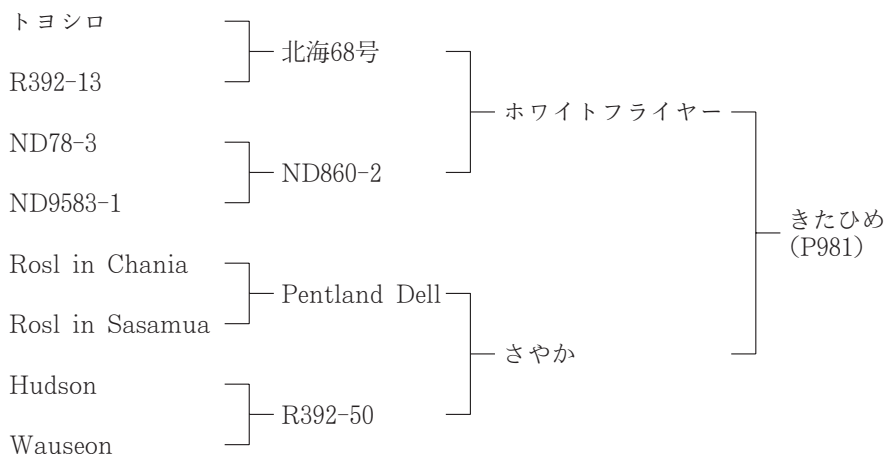 トヨシロ
北海68号
R392-13
ホワイトフライヤー
ND78-3
ND860-2
ND9583-1
きたひめ
(P981)
Rosl in Chania
Pentland Dell
Rosl in Sasamua
さやか
Hudson
R392-50
Wauseon